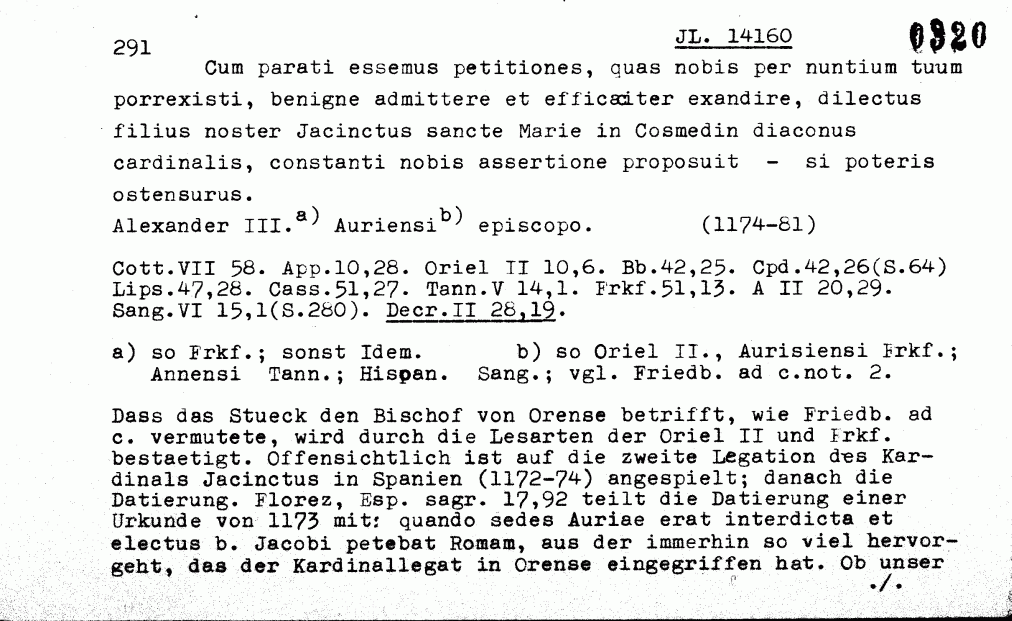 291 JL. 14160 0320
Cum parati essemus petitiones, quas nobis per nuntium tuum
porrexisti, benigne admittere et efficaciter exandire, dilectus
filius noster Jacinctus sancte Marie in Cosmedin diaconus
cardinalis, constanti nobis assertione proposuit - si poteris
ostensurus.
Alexander III.a) Auriensib) episcopo. (1174-81)
Cott.VII 58. App.10,28. Oriel II 10,6. Bb.42,25. Cpd.42,26(S.64)
Lips.47,28. Cass.51,27. Tann.V 14,1. Frkf.51,13. A II 20,29.
Sang.VI 15,1(S.280). Decr.II 28,19.
a) so Frkf.; sonst Idem. b) so Oriel II., Aurisiensi Frkf.;
Annensi Tann.; Hispan. Sang.; vgl. Friedb. ad c.not. 2.
Dass das Stueck den Bischof von Orense betrifft, wie Friedb. ad
c. vermutete, wird durch die Lesarten der Oriel II und Frkf.
bestaetigt. Offensichtlich ist auf die zweite Legation des Kar-
dinals Jacinctus in Spanien (1172-74) angespielt; danach die
Datierung. Florez, Esp. sagr. 17,92 teilt die Datierung einer
Urkunde von 1173 mit: quando sedes Auriae erat interdicta et
electus b. Jacobi petebat Romam, aus der immerhin so viel hervor-
geht, das der Kardinallegat in Orense eingegriffen hat. Ob unser
./.